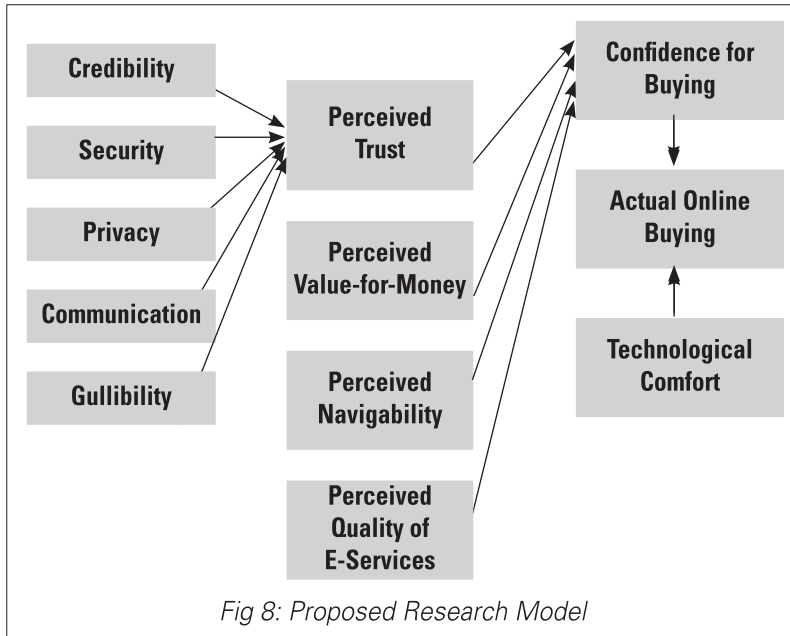 Credibility
Security
Privacy
Communication
Gullibility
Perceived
Trust
Perceived
Value-for-Money
Perceived
Navigability
Perceived
Quality of
E-Services
Confidence for
Buying
Actual Online
Buying
Technological
Comfort
Fig 8: Proposed Research Model